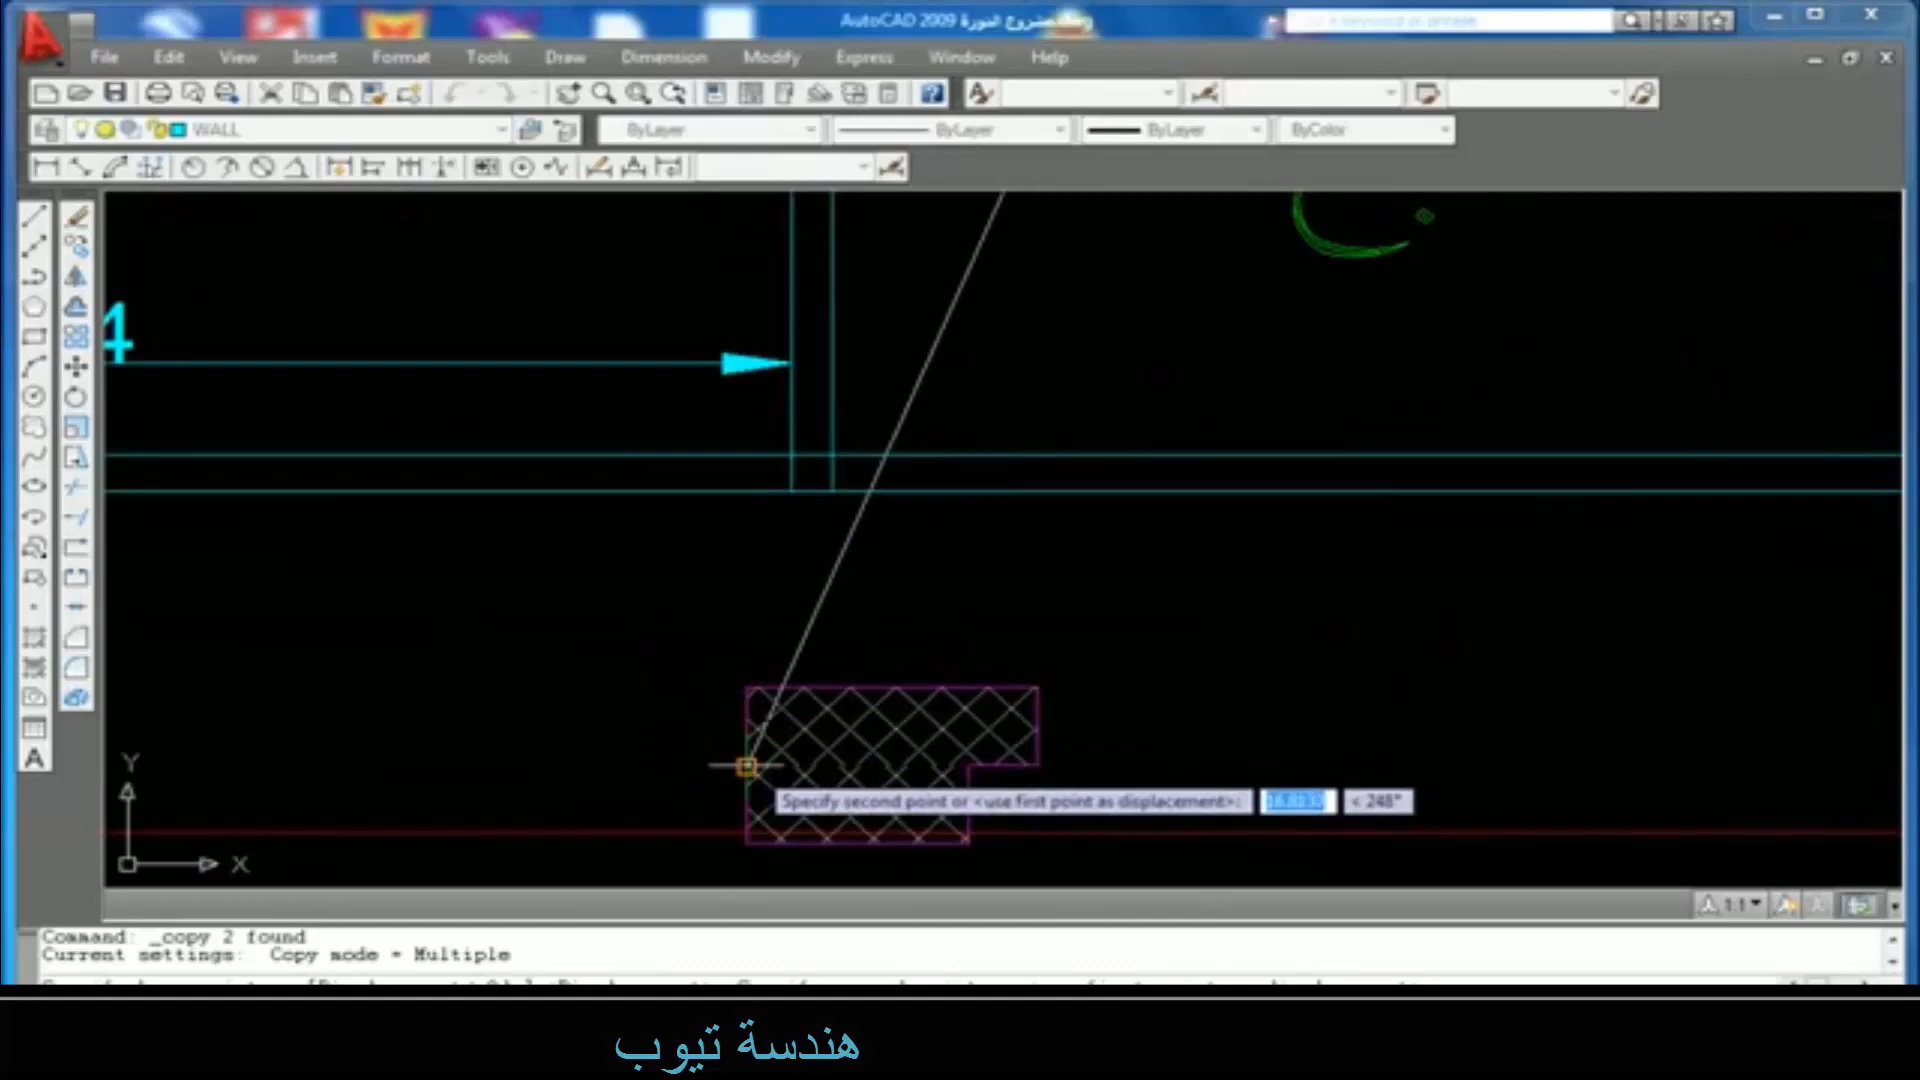 AutoCAD 2009
File Edit View Insert Format Tools Draw Dimension Modify Express Window Help
WALL ByLayer ByLayer ByLayer ByColor
4
Specify second point or <use first point as displacement>: < 248°
Y
X
1:1
Command: _copy 2 found
Current settings: Copy mode = Multiple
هندسة تيوب